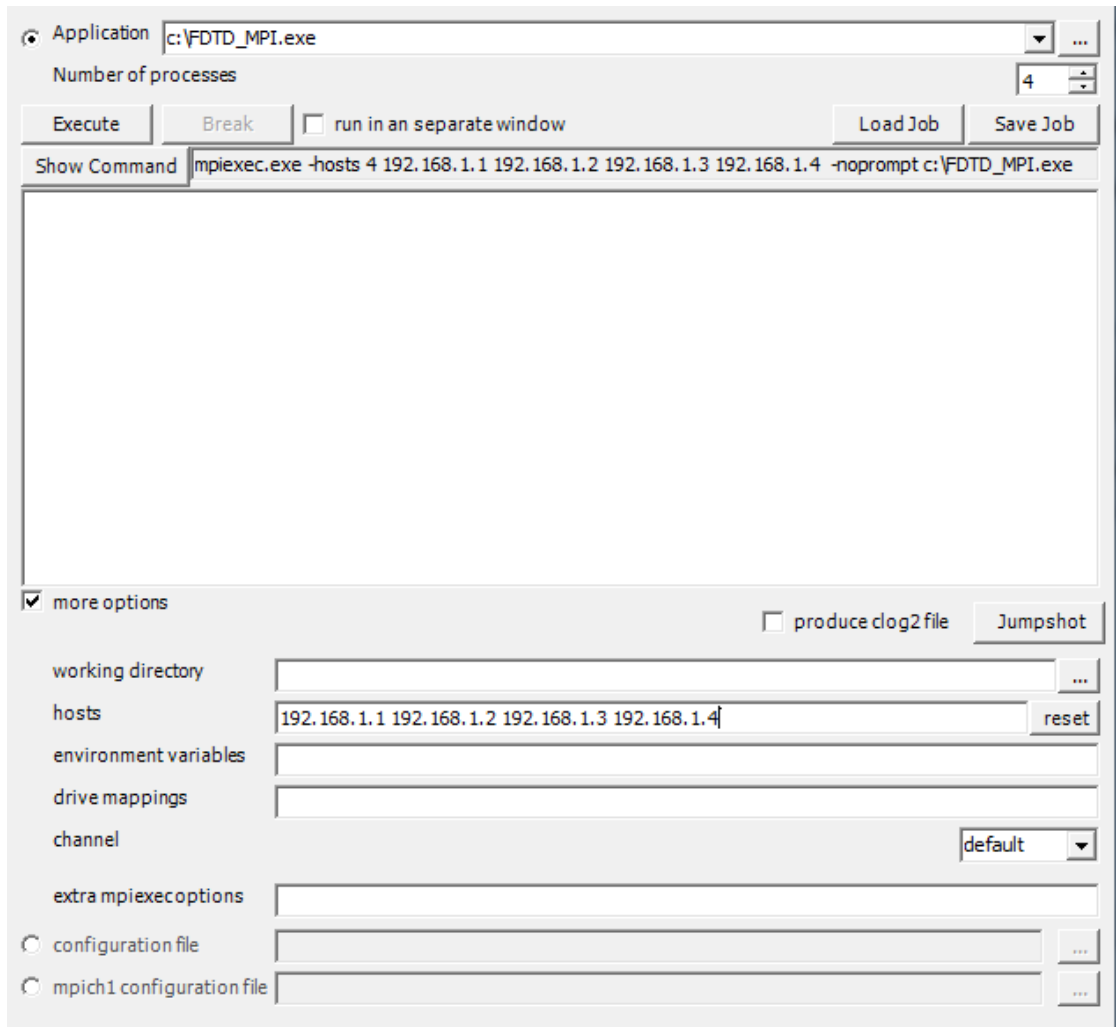 Application c:\FDTD_MPI.exe ...
Number of processes 4
Execute Break run in an separate window Load Job Save Job
Show Command mpiexec.exe -hosts 4 192.168.1.1 192.168.1.2 192.168.1.3 192.168.1.4 -noprompt c:\FDTD_MPI.exe
more options
produce clog2 file Jumpshot
working directory ...
hosts 192.168.1.1 192.168.1.2 192.168.1.3 192.168.1.4 reset
environment variables
drive mappings
channel default
extra mpiexec options
configuration file ...
mpich1 configuration file ...